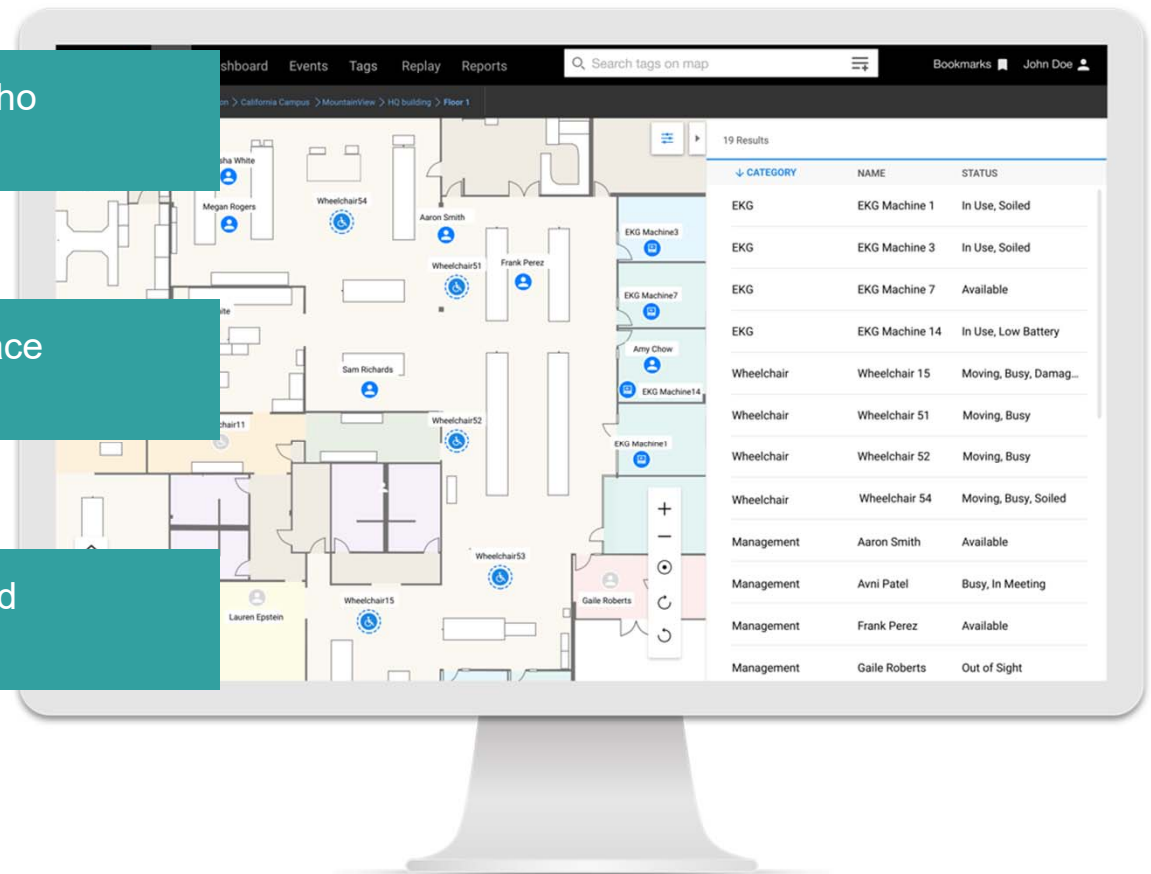 ho
ace
d
shboard Events Tags Replay Reports
Search tags on map
Bookmarks John Doe
on > California Campus > MountainView > HQ building > Floor 1
sha White
Megan Rogers
Wheelchair54
Aaron Smith
Wheelchair51
Frank Perez
EKG Machine3
EKG Machine7
Amy Chow
EKG Machine14
Sam Richards
Wheelchair52
hair11
EKG Machine1
Wheelchair53
Wheelchair15
Lauren Epstein
Gaile Roberts
19 Results
CATEGORY NAME STATUS
EKG EKG Machine 1 In Use, Soiled
EKG EKG Machine 3 In Use, Soiled
EKG EKG Machine 7 Available
EKG EKG Machine 14 In Use, Low Battery
Wheelchair Wheelchair 15 Moving, Busy, Damag...
Wheelchair Wheelchair 51 Moving, Busy
Wheelchair Wheelchair 52 Moving, Busy
Wheelchair Wheelchair 54 Moving, Busy, Soiled
Management Aaron Smith Available
Management Avni Patel Busy, In Meeting
Management Frank Perez Available
Management Gaile Roberts Out of Sight